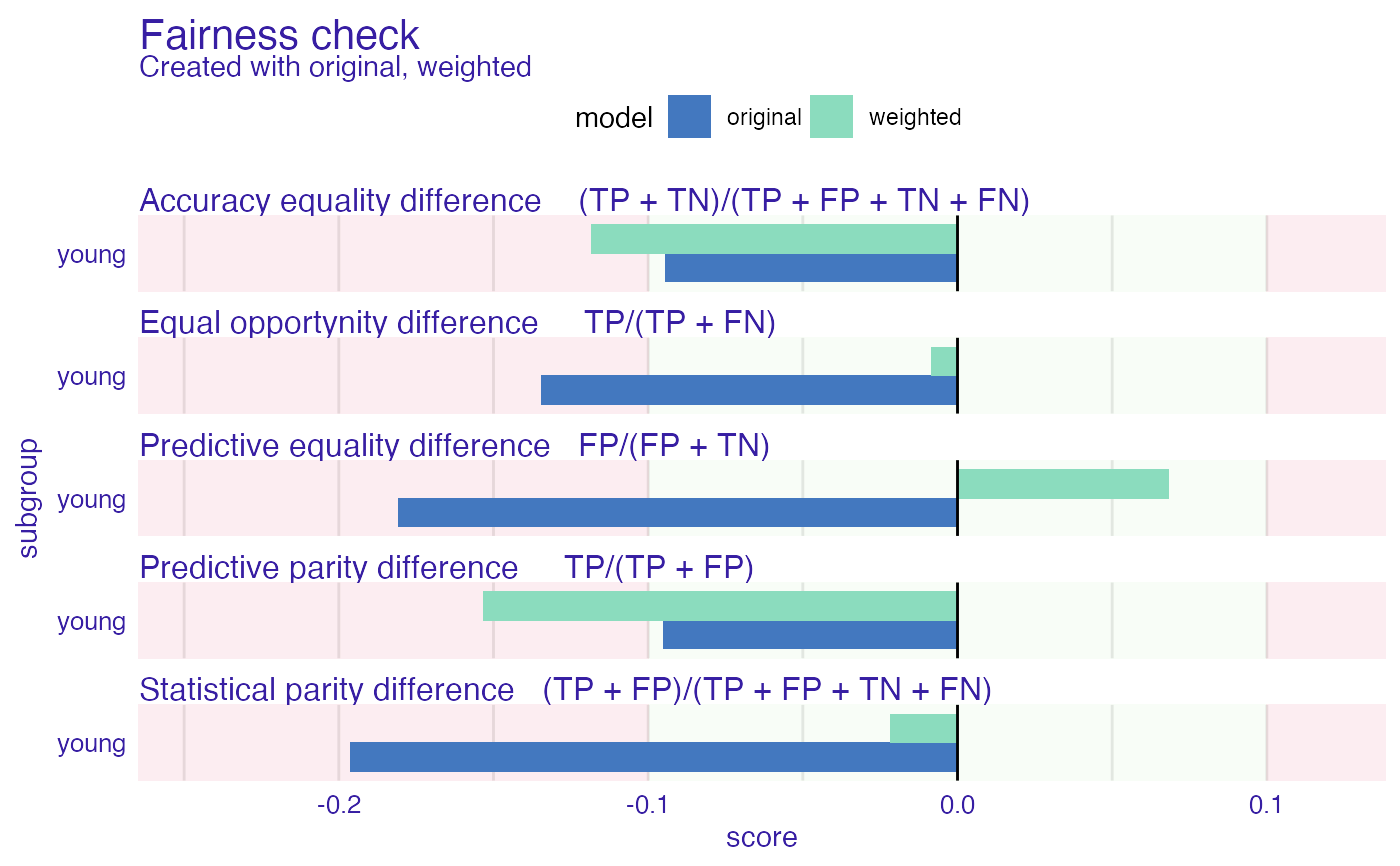 Fairness check
Created with original, weighted
model original weighted
Accuracy equality difference (TP + TN)/(TP + FP + TN + FN)
young
Equal opportynity difference TP/(TP + FN)
young
Predictive equality difference FP/(FP + TN)
young
Predictive parity difference TP/(TP + FP)
young
Statistical parity difference (TP + FP)/(TP + FP + TN + FN)
young
subgroup
-0.2 -0.1 0.0 0.1
score